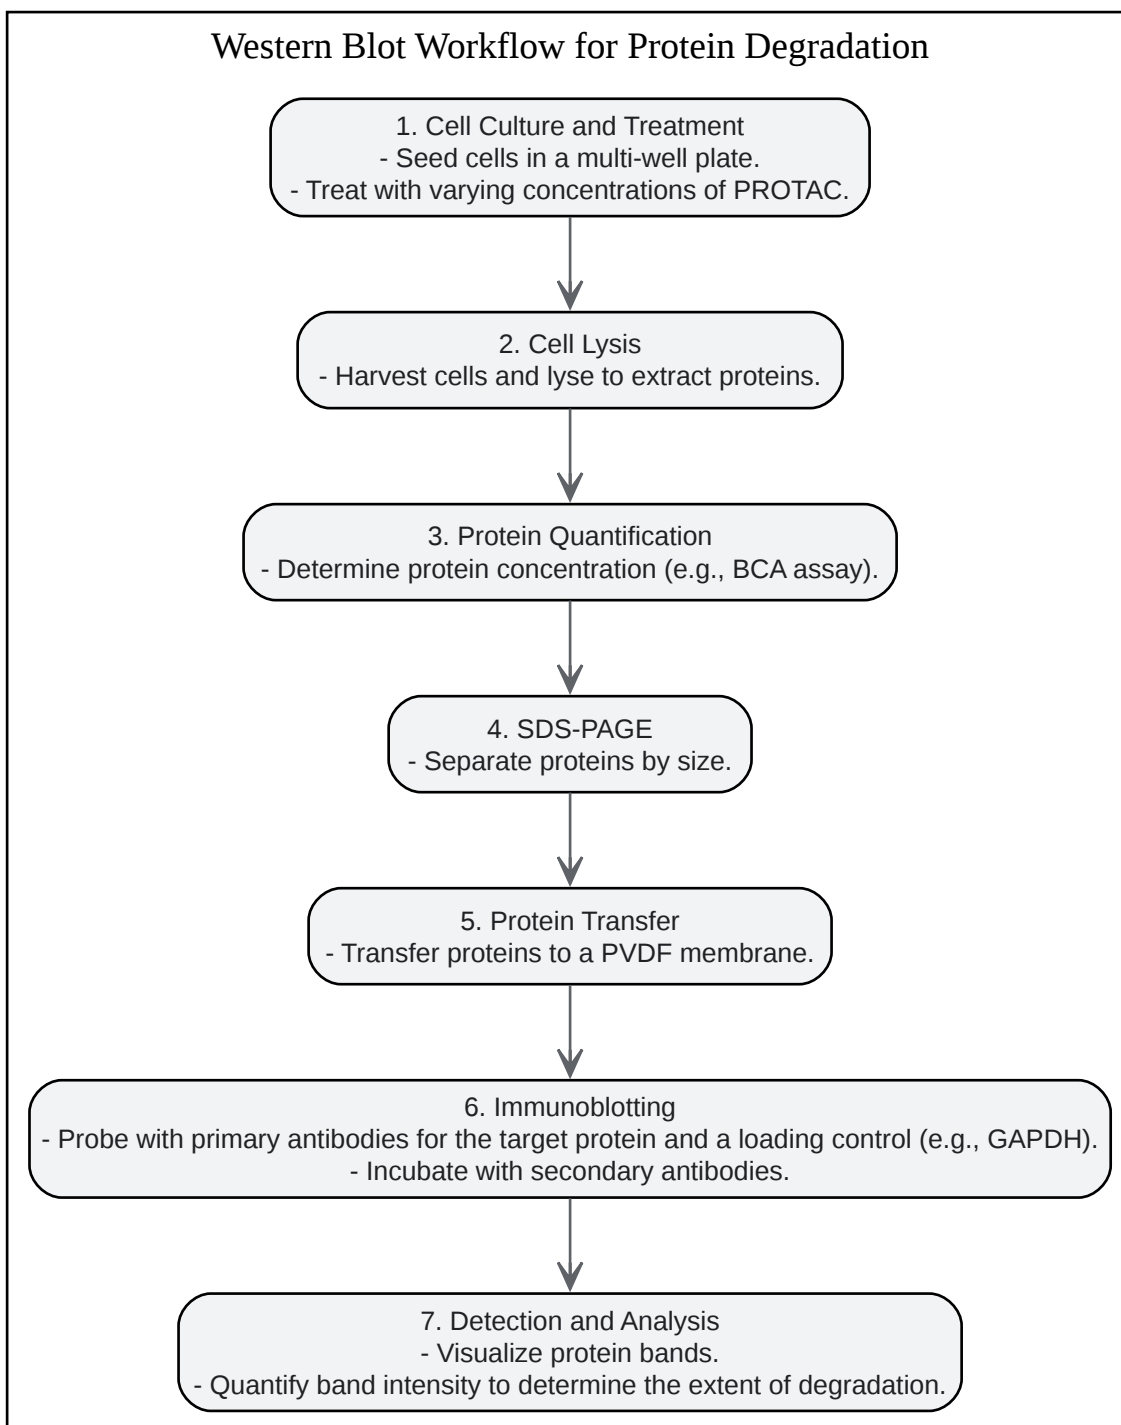 Western Blot Workflow for Protein Degradation
1. Cell Culture and Treatment
- Seed cells in a multi-well plate.
- Treat with varying concentrations of PROTAC.
2. Cell Lysis
- Harvest cells and lyse to extract proteins.
3. Protein Quantification
- Determine protein concentration (e.g., BCA assay).
4. SDS-PAGE
- Separate proteins by size.
5. Protein Transfer
- Transfer proteins to a PVDF membrane.
6. Immunoblotting
- Probe with primary antibodies for the target protein and a loading control (e.g., GAPDH).
- Incubate with secondary antibodies.
7. Detection and Analysis
- Visualize protein bands.
- Quantify band intensity to determine the extent of degradation.